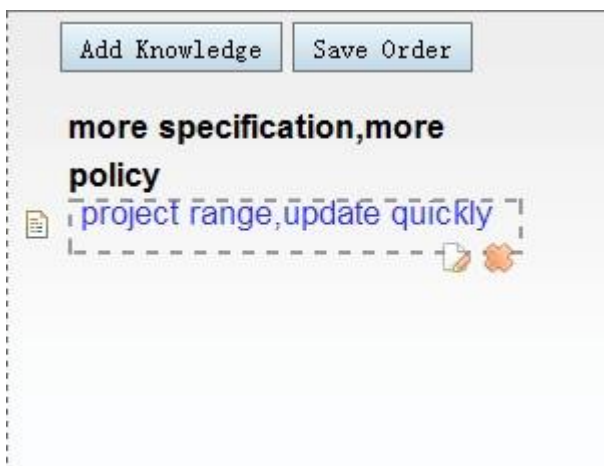 Add Knowledge Save Order
more specification,more
policy
project range,update quickly